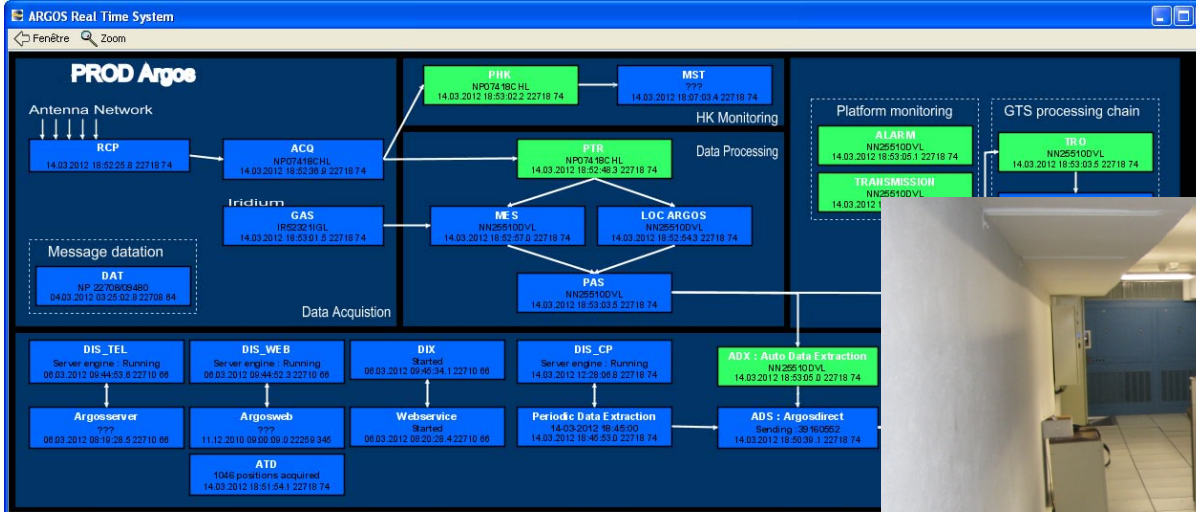 ARGOS Real Time System
Fenêtre Zoom
PROD Argos
Antenna Network
RCP
14.03.2012 18:52:25.8 22718 74
ACQ
NP07418CHL
14.03.2012 18:52:36.9 22718 74
Iridium
GAS
IR52321IGL
14.03.2012 18:53:01.5 22718 74
Message datation
DAT
NP 22708/09480
04.03.2012 03:25:02.8 22708 64
Data Acquistion
PHK
NP07418CHL
14.03.2012 18:53:02.2 22718 74
MST
???
14.03.2012 18:07:03.4 22718 74
HK Monitoring
Data Processing
PTR
NP07418CHL
14.03.2012 18:52:48.3 22718 74
MES
NN25510DVL
14.03.2012 18:52:57.0 22718 74
LOC ARGOS
NN25510DVL
14.03.2012 18:52:54.3 22718 74
PAS
NN25510DVL
14.03.2012 18:53:03.5 22718 74
Platform monitoring
ALARM
NN25510DVL
14.03.2012 18:53:05.1 22718 74
TRANSMISSION
NN25510DVL
14.03.2012
GTS processing chain
TRO
NN25510DVL
14.03.2012 18:53:03.5 22718 74
DIS_TEL
Server engine : Running
06.03.2012 09:44:53.6 22710 66
DIS_WEB
Server engine : Running
06.03.2012 09:44:52.3 22710 66
DIX
Started
06.03.2012 09:45:34.1 22710 66
DIS_CP
Server engine : Running
14.03.2012 12:28:06.8 22718 74
ADX : Auto Data Extraction
NN25510DVL
14.03.2012 18:53:05.0 22718 74
Argosserver
???
06.03.2012 08:19:28.5 22710 66
Argosweb
???
11.12.2010 09:00:09.0 22259 345
Webservice
Started
06.03.2012 08:20:28.4 22710 66
Periodic Data Extraction
14-03-2012 18:45:00
14.03.2012 18:46:53.0 22718 74
ADS : Argosdirect
Sending :39160552
14.03.2012 18:50:39.1 22718 74
ATD
1046 positions acquired
14.03.2012 18:51:54.1 22718 74